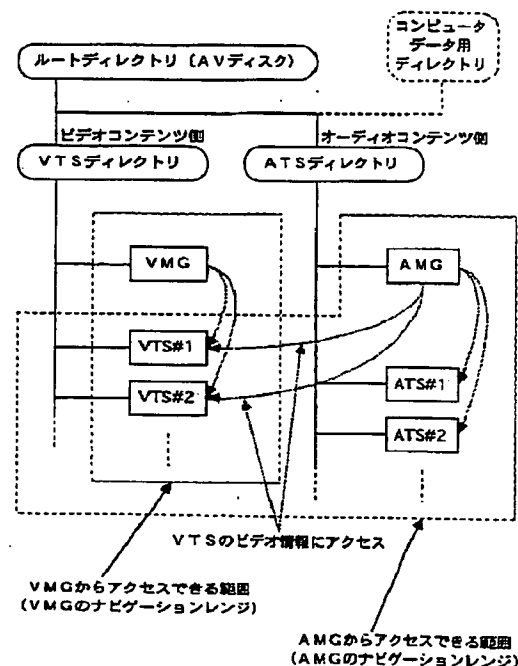 コンピュータ
データ用
ディレクトリ
ルートディレクトリ(AVディスク)
ビデオコンテンツ側
VTSディレクトリ
オーディオコンテンツ側
ATSディレクトリ
VMG
AMG
VTS#1
VTS#2
ATS#1
ATS#2
VTSのビデオ情報にアクセス
VMGからアクセスできる範囲
(VMGのナビゲーションレンジ)
AMGからアクセスできる範囲
(AMGのナビゲーションレンジ)